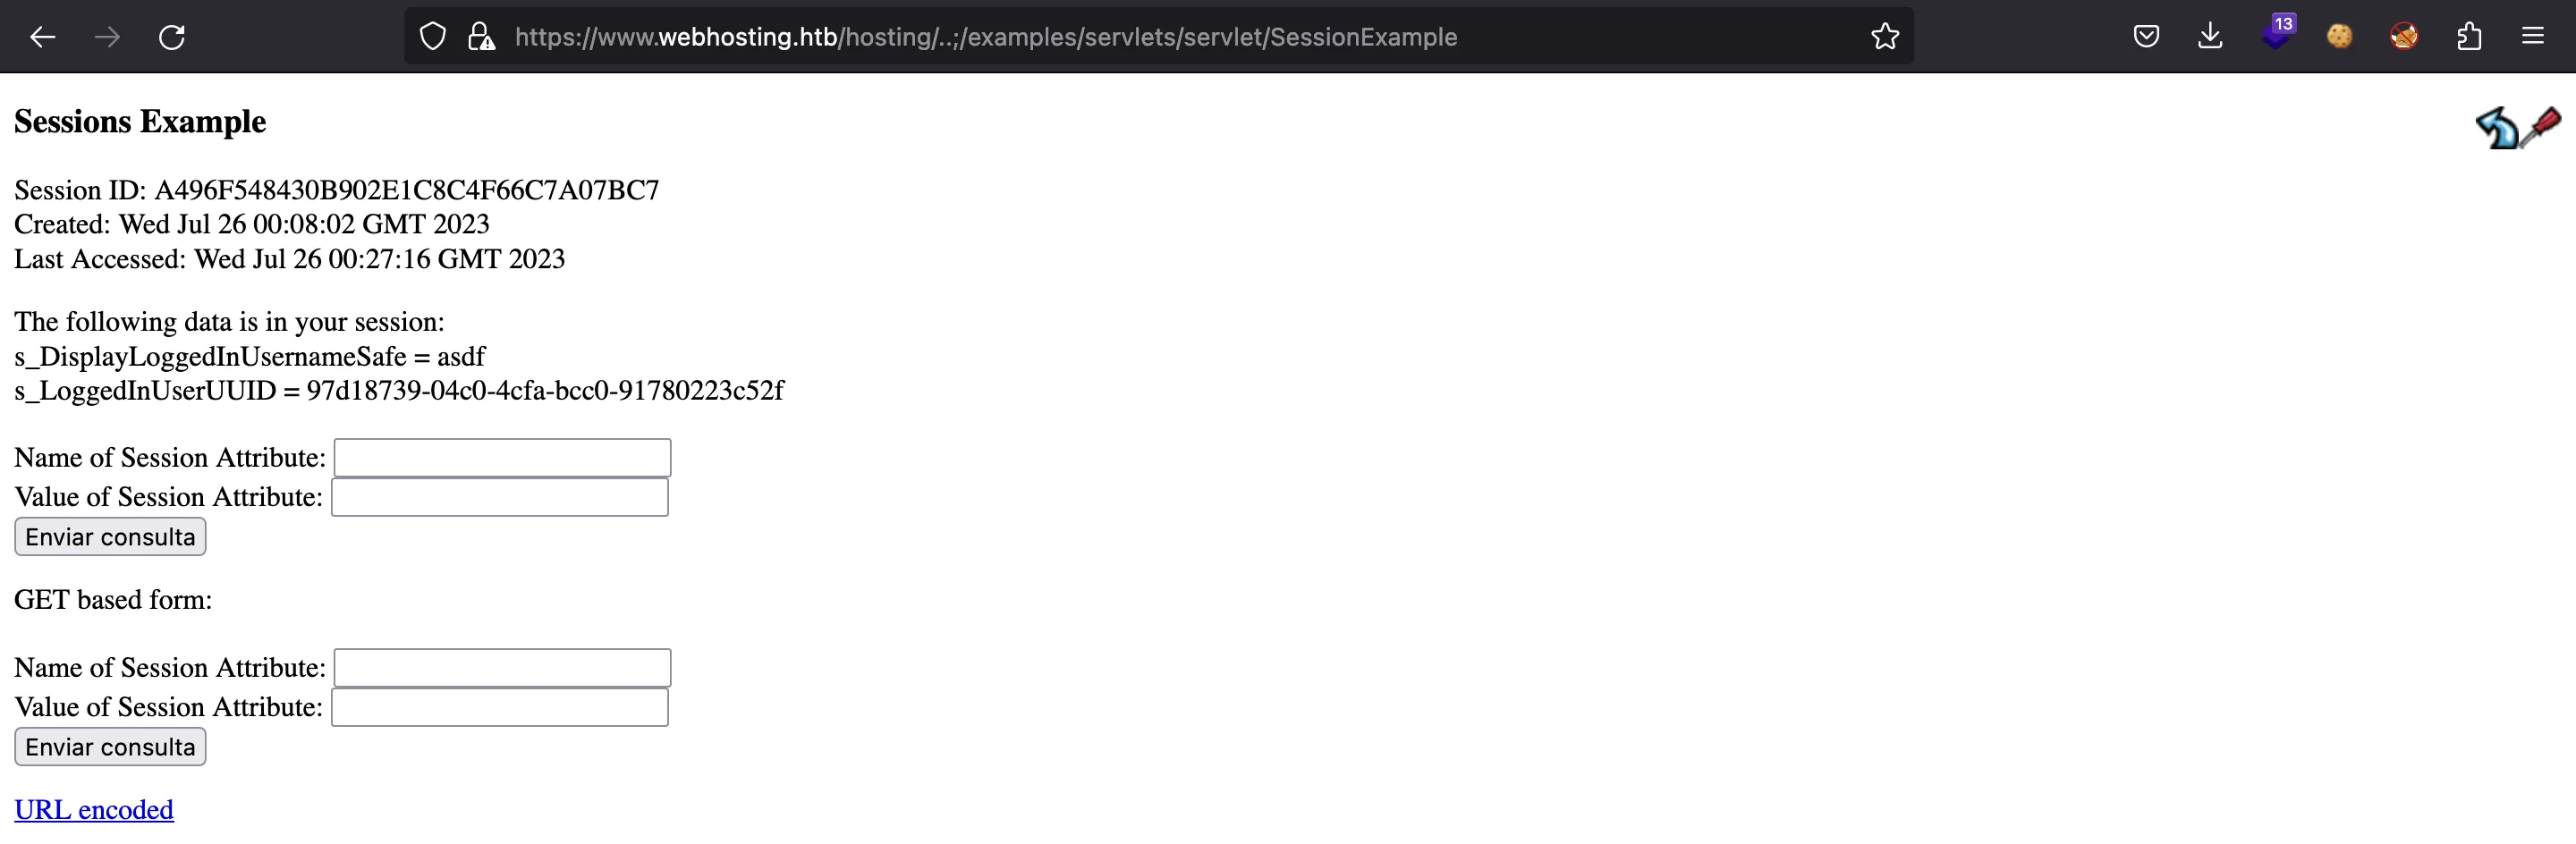 https://www.webhosting.htb/hosting/..;/examples/servlets/servlet/SessionExample
13
Sessions Example
Session ID: A496F548430B902E1C8C4F66C7A07BC7
Created: Wed Jul 26 00:08:02 GMT 2023
Last Accessed: Wed Jul 26 00:27:16 GMT 2023
The following data is in your session:
s_DisplayLoggedInUsernameSafe = asdf
s_LoggedInUserUUID = 97d18739-04c0-4cfa-bcc0-91780223c52f
Name of Session Attribute:
Value of Session Attribute:
Enviar consulta
GET based form:
Name of Session Attribute:
Value of Session Attribute:
Enviar consulta
URL encoded